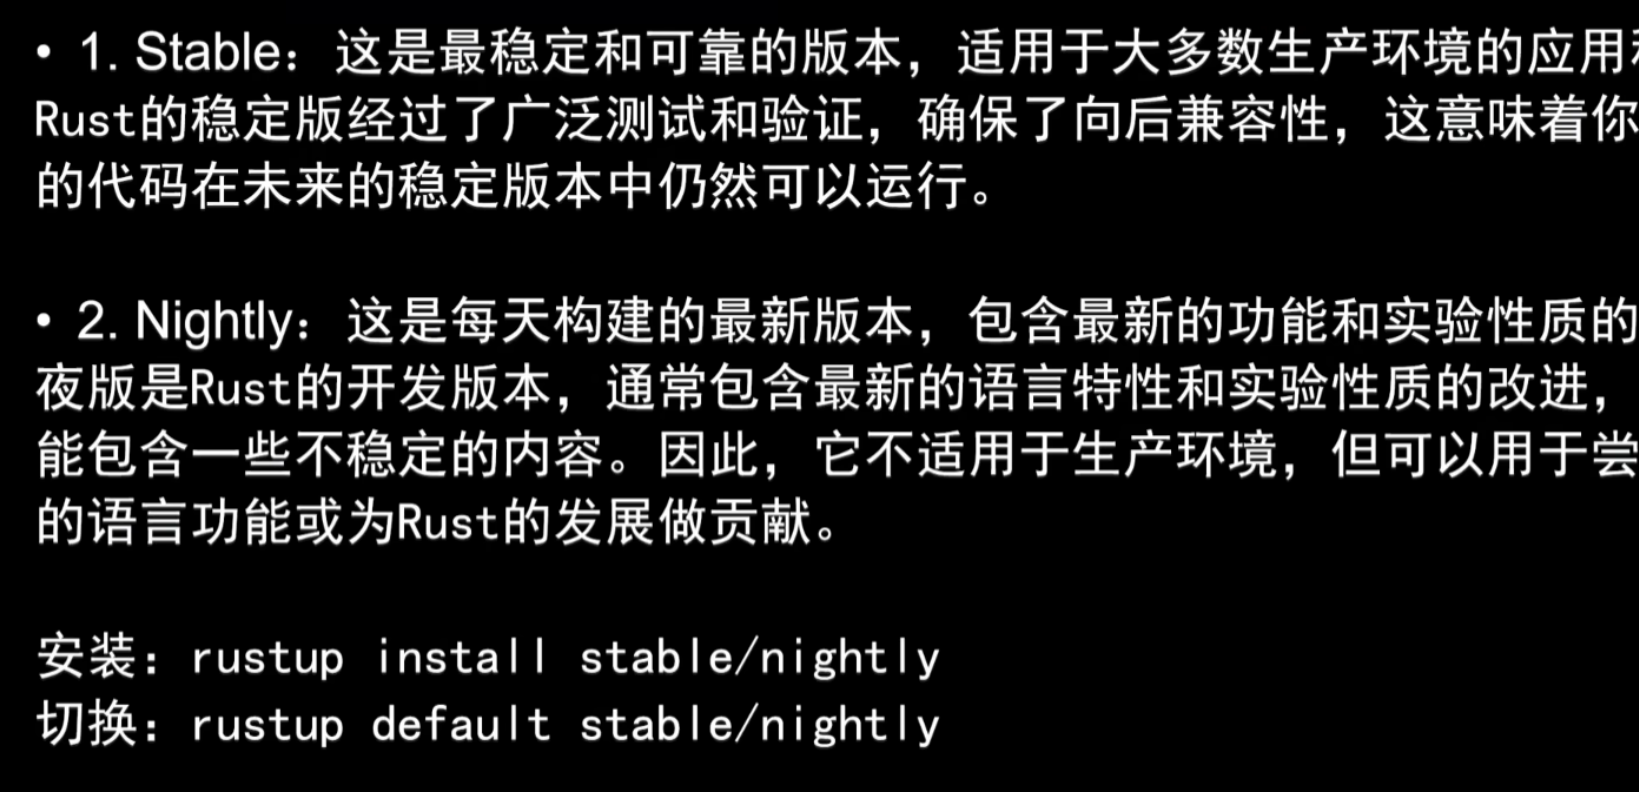 • 1. Stable：这是最稳定和可靠的版本，适用于大多数生产环境的应用
Rust的稳定版经过了广泛测试和验证，确保了向后兼容性，这意味着你
的代码在未来的稳定版本中仍然可以运行。
• 2. Nightly：这是每天构建的最新版本，包含最新的功能和实验性质的
夜版是Rust的开发版本，通常包含最新的语言特性和实验性质的改进，
能包含一些不稳定的内容。因此，它不适用于生产环境，但可以用于尝
的语言功能或为Rust的发展做贡献。
安装：rustup install stable/nightly
切换：rustup default stable/nightly